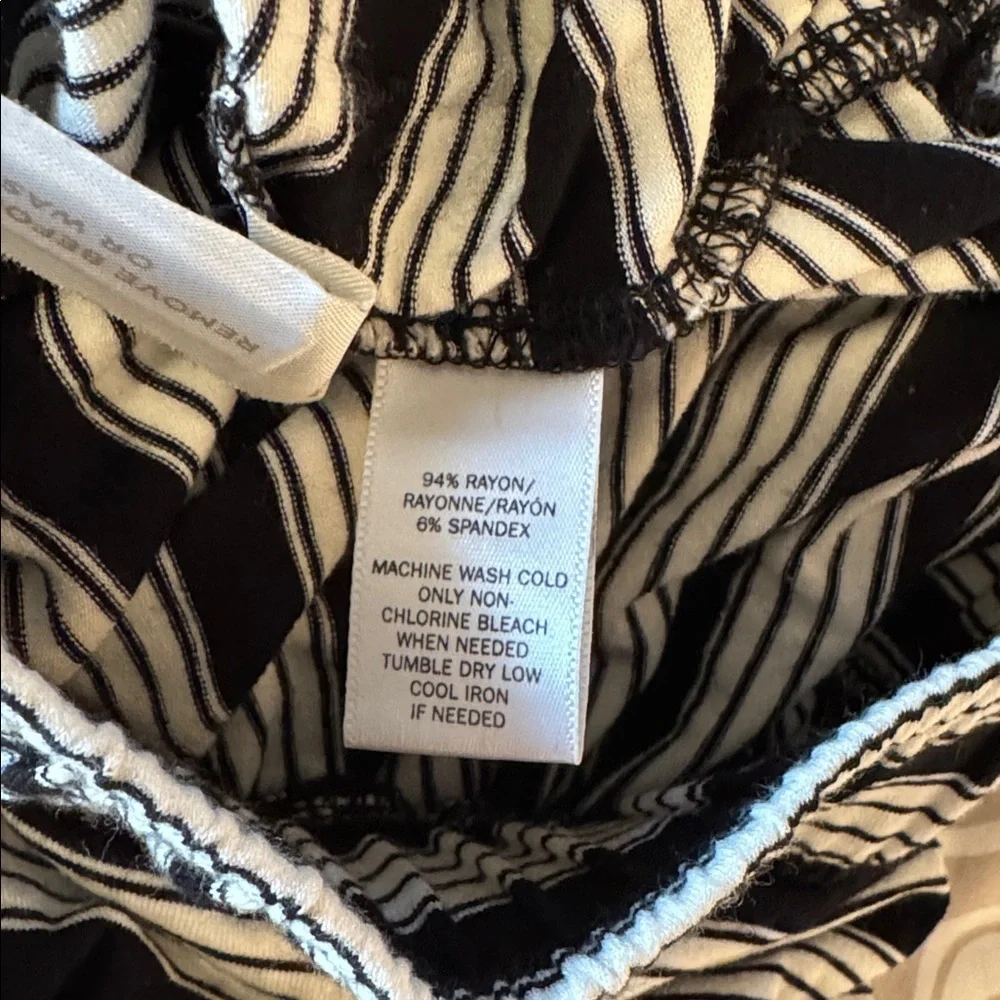 REMOVE BEFO
OR WAS
94% RAYON/
RAYONNE/RAYÓN
6% SPANDEX
MACHINE WASH COLD
ONLY NON-
CHLORINE BLEACH
WHEN NEEDED
TUMBLE DRY LOW
COOL IRON
IF NEEDED